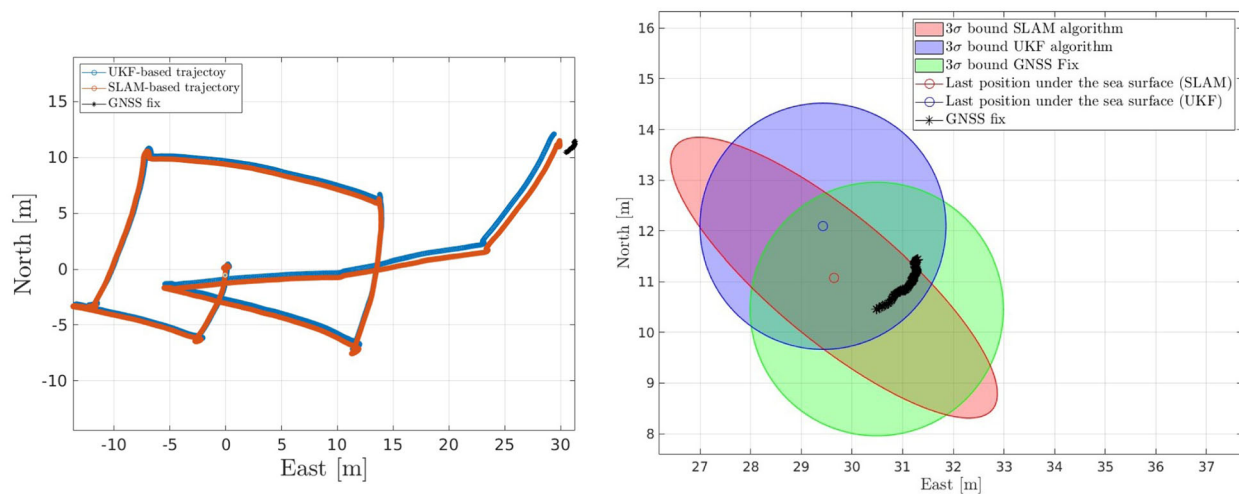 UKF-based trajectoy
SLAM-based trajectory
GNSS fix
15
10
5
0
-5
-10
North [m]
-10
-5
0
5
10
15
20
25
30
East [m]
3σ bound SLAM algorithm
3σ bound UKF algorithm
3σ bound GNSS Fix
Last position under the sea surface (SLAM)
Last position under the sea surface (UKF)
GNSS fix
16
15
14
13
12
11
10
9
8
North [m]
27
28
29
30
31
32
33
34
35
36
37
East [m]